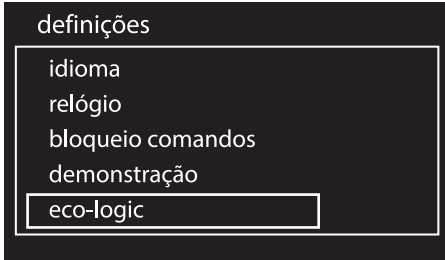 definições
idioma
relógio
bloqueio comandos
demonstração
eco-logic